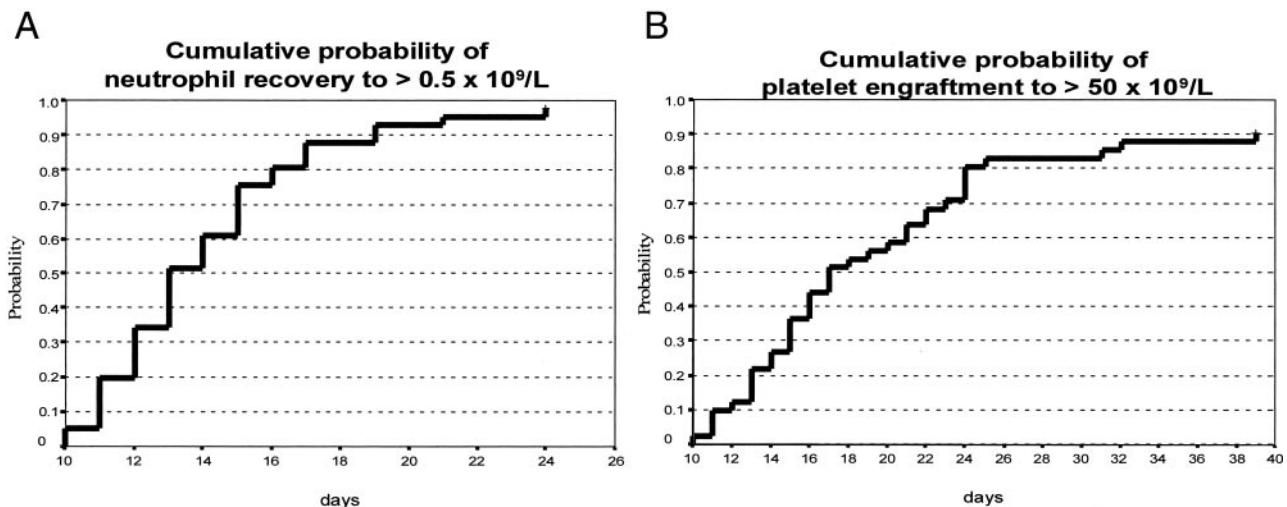 A
Cumulative probability of
neutrophil recovery to > 0.5 x 10⁹/L
1.0
0.9
0.8
0.7
0.6
0.5
0.4
0.3
0.2
0.1
0
Probability
10 12 14 16 18 20 22 24 26
days
B
Cumulative probability of
platelet engraftment to > 50 x 10⁹/L
1.0
0.9
0.8
0.7
0.6
0.5
0.4
0.3
0.2
0.1
0
Probability
10 12 14 16 18 20 22 24 26 28 30 32 34 36 38 40
days